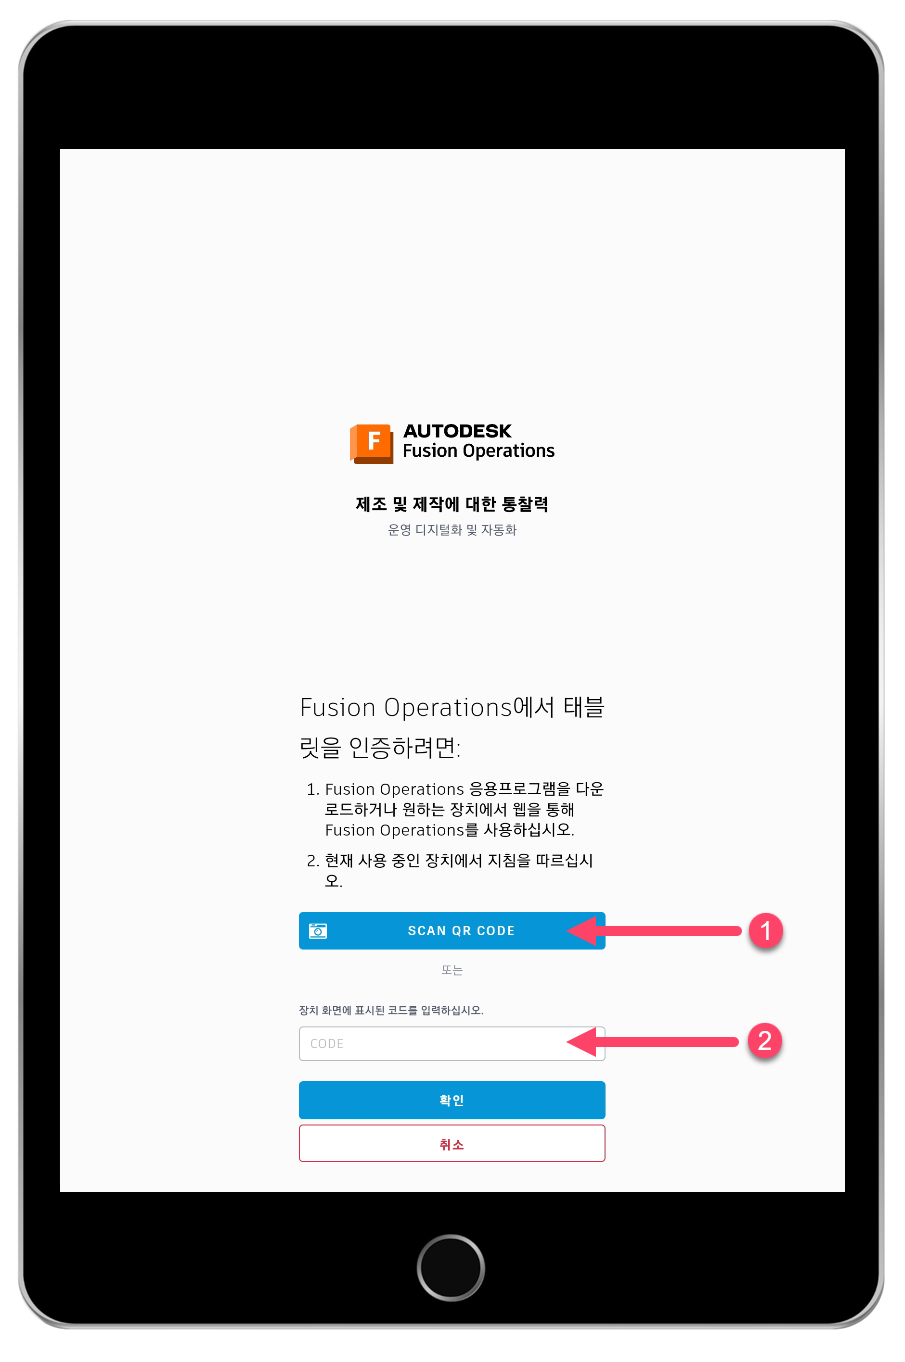 F
AUTODESK
Fusion Operations
제조 및 제작에 대한 통찰력
운영 디지털화 및 자동화
Fusion Operations에서 태블
릿을 인증하려면:
1. Fusion Operations 응용프로그램을 다운
로드하거나 원하는 장치에서 웹을 통해
Fusion Operations를 사용하십시오.
2. 현재 사용 중인 장치에서 지침을 따르십시
오.
SCAN QR CODE
1
또는
장치 화면에 표시된 코드를 입력하십시오.
CODE
2
확인
취소